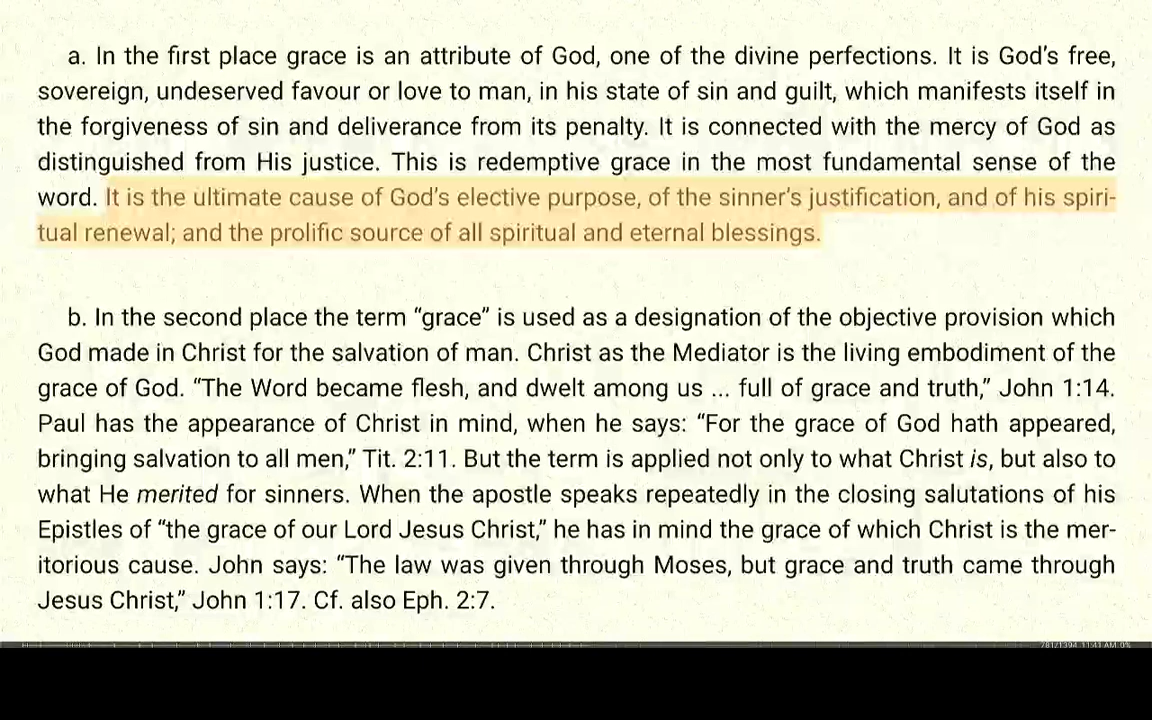 a. In the first place grace is an attribute of God, one of the divine perfections. It is God's free,
sovereign, undeserved favour or love to man, in his state of sin and guilt, which manifests itself in
the forgiveness of sin and deliverance from its penalty. It is connected with the mercy of God as
distinguished from His justice. This is redemptive grace in the most fundamental sense of the
word. It is the ultimate cause of God's elective purpose, of the sinner's justification, and of his spiri-
tual renewal; and the prolific source of all spiritual and eternal blessings.
b. In the second place the term “grace” is used as a designation of the objective provision which
God made in Christ for the salvation of man. Christ as the Mediator is the living embodiment of the
grace of God. “The Word became flesh, and dwelt among us ... full of grace and truth,” John 1:14.
Paul has the appearance of Christ in mind, when he says: “For the grace of God hath appeared,
bringing salvation to all men,” Tit. 2:11. But the term is applied not only to what Christ is, but also to
what He merited for sinners. When the apostle speaks repeatedly in the closing salutations of his
Epistles of “the grace of our Lord Jesus Christ,” he has in mind the grace of which Christ is the mer-
itorious cause. John says: “The law was given through Moses, but grace and truth came through
Jesus Christ,” John 1:17. Cf. also Eph. 2:7.
781/1394 11:41 AM 0%